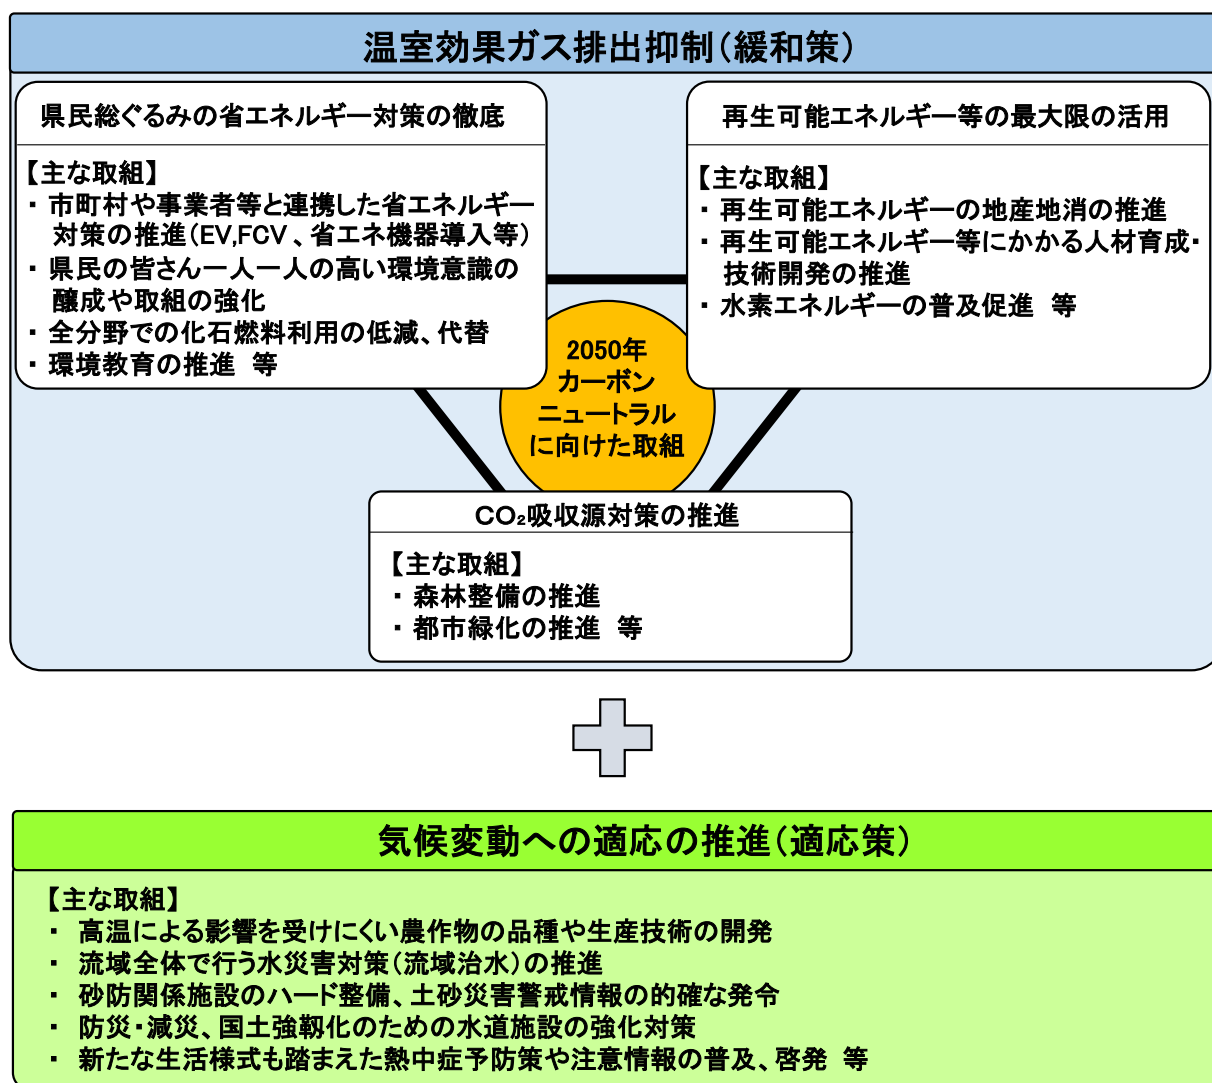 温室効果ガス排出抑制（緩和策）
県民総ぐるみの省エネルギー対策の徹底
【主な取組】
・ 市町村や事業者等と連携した省エネルギー
対策の推進（EV,FCV 、省エネ機器導入等）
・ 県民の皆さん一人一人の高い環境意識の
醸成や取組の強化
・ 全分野での化石燃料利用の低減、代替
・ 環境教育の推進 等
再生可能エネルギー等の最大限の活用
【主な取組】
・ 再生可能エネルギーの地産地消の推進
・ 再生可能エネルギー等にかかる人材育成・
技術開発の推進
・ 水素エネルギーの普及促進 等
2050年
カーボン
ニュートラル
に向けた取組
CO₂吸収源対策の推進
【主な取組】
・ 森林整備の推進
・ 都市緑化の推進 等
気候変動への適応の推進（適応策）
【主な取組】
・ 高温による影響を受けにくい農作物の品種や生産技術の開発
・ 流域全体で行う水災害対策（流域治水）の推進
・ 砂防関係施設のハード整備、土砂災害警戒情報の的確な発令
・ 防災・減災、国土強靱化のための水道施設の強化対策
・ 新たな生活様式も踏まえた熱中症予防策や注意情報の普及、啓発 等